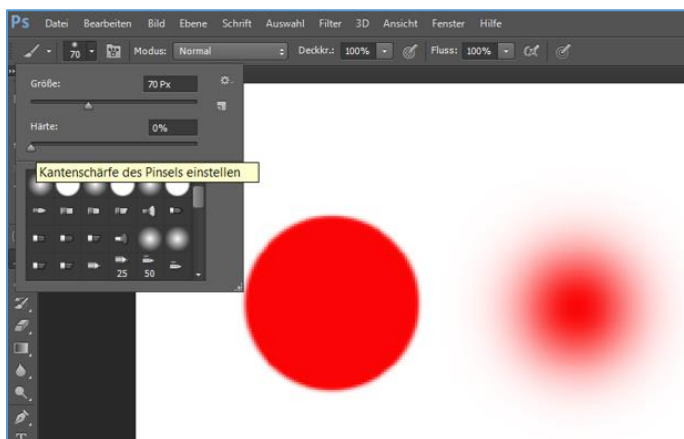 Ps Datei Bearbeiten Bild Ebene Schrift Auswahl Filter 3D Ansicht Fenster Hilfe
70 Modus: Normal Deckkr.: 100% Fluss: 100%
Größe: 70 Px
Härte: 0%
Kantenschärfe des Pinsels einstellen
25 50
T